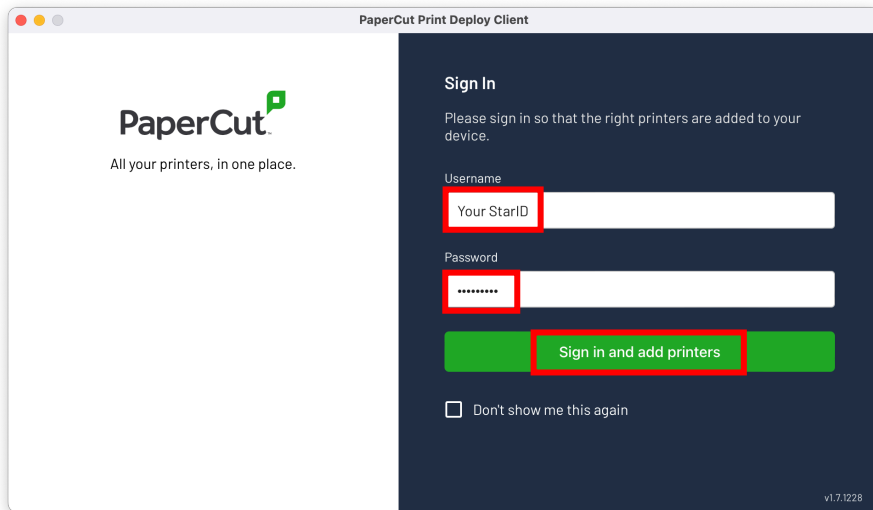 PaperCut Print Deploy Client
PaperCut
All your printers, in one place.
Sign In
Please sign in so that the right printers are added to your
device.
Username
Your StarID
Password
•••••••••
Sign in and add printers
Don't show me this again
v1.7.1228